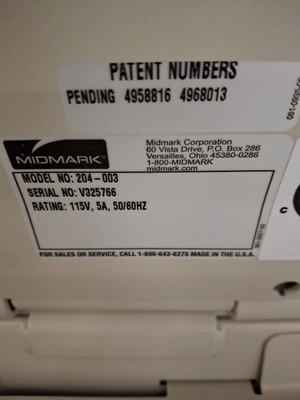 PATENT NUMBERS
PENDING 4958816 4968013
MIDMARK®
Midmark Corporation
60 Vista Drive, P.O. Box 286
Versailles, Ohio 45380-0286
1-800-MIDMARK
midmark.com
MODEL NO: 204-003
SERIAL NO: V325766
RATING: 115V, 5A, 50/60HZ
FOR SALES OR SERVICE, CALL 1-800-643-6275 MADE IN THE U.S.A.
C